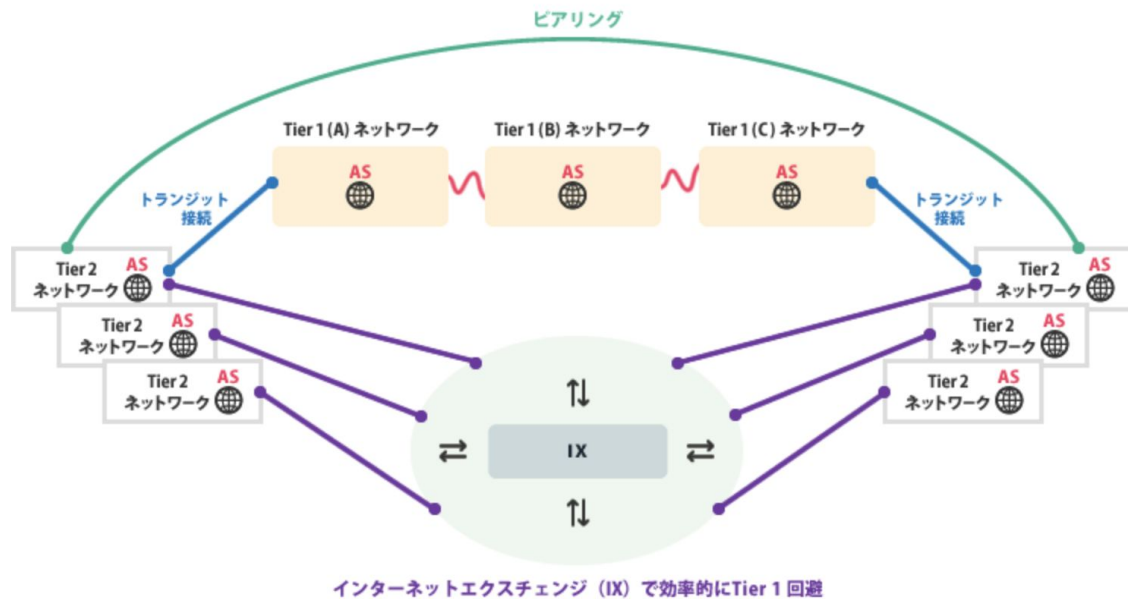 ピアリング
Tier 1 (A) ネットワーク
Tier 1 (B) ネットワーク
Tier 1 (C) ネットワーク
AS
AS
AS
トランジット
接続
トランジット
接続
Tier 2
ネットワーク
AS
Tier 2
ネットワーク
AS
Tier 2
ネットワーク
AS
Tier 2
ネットワーク
AS
Tier 2
ネットワーク
AS
Tier 2
ネットワーク
AS
IX
インターネットエクスチェンジ（IX）で効率的にTier 1 回避